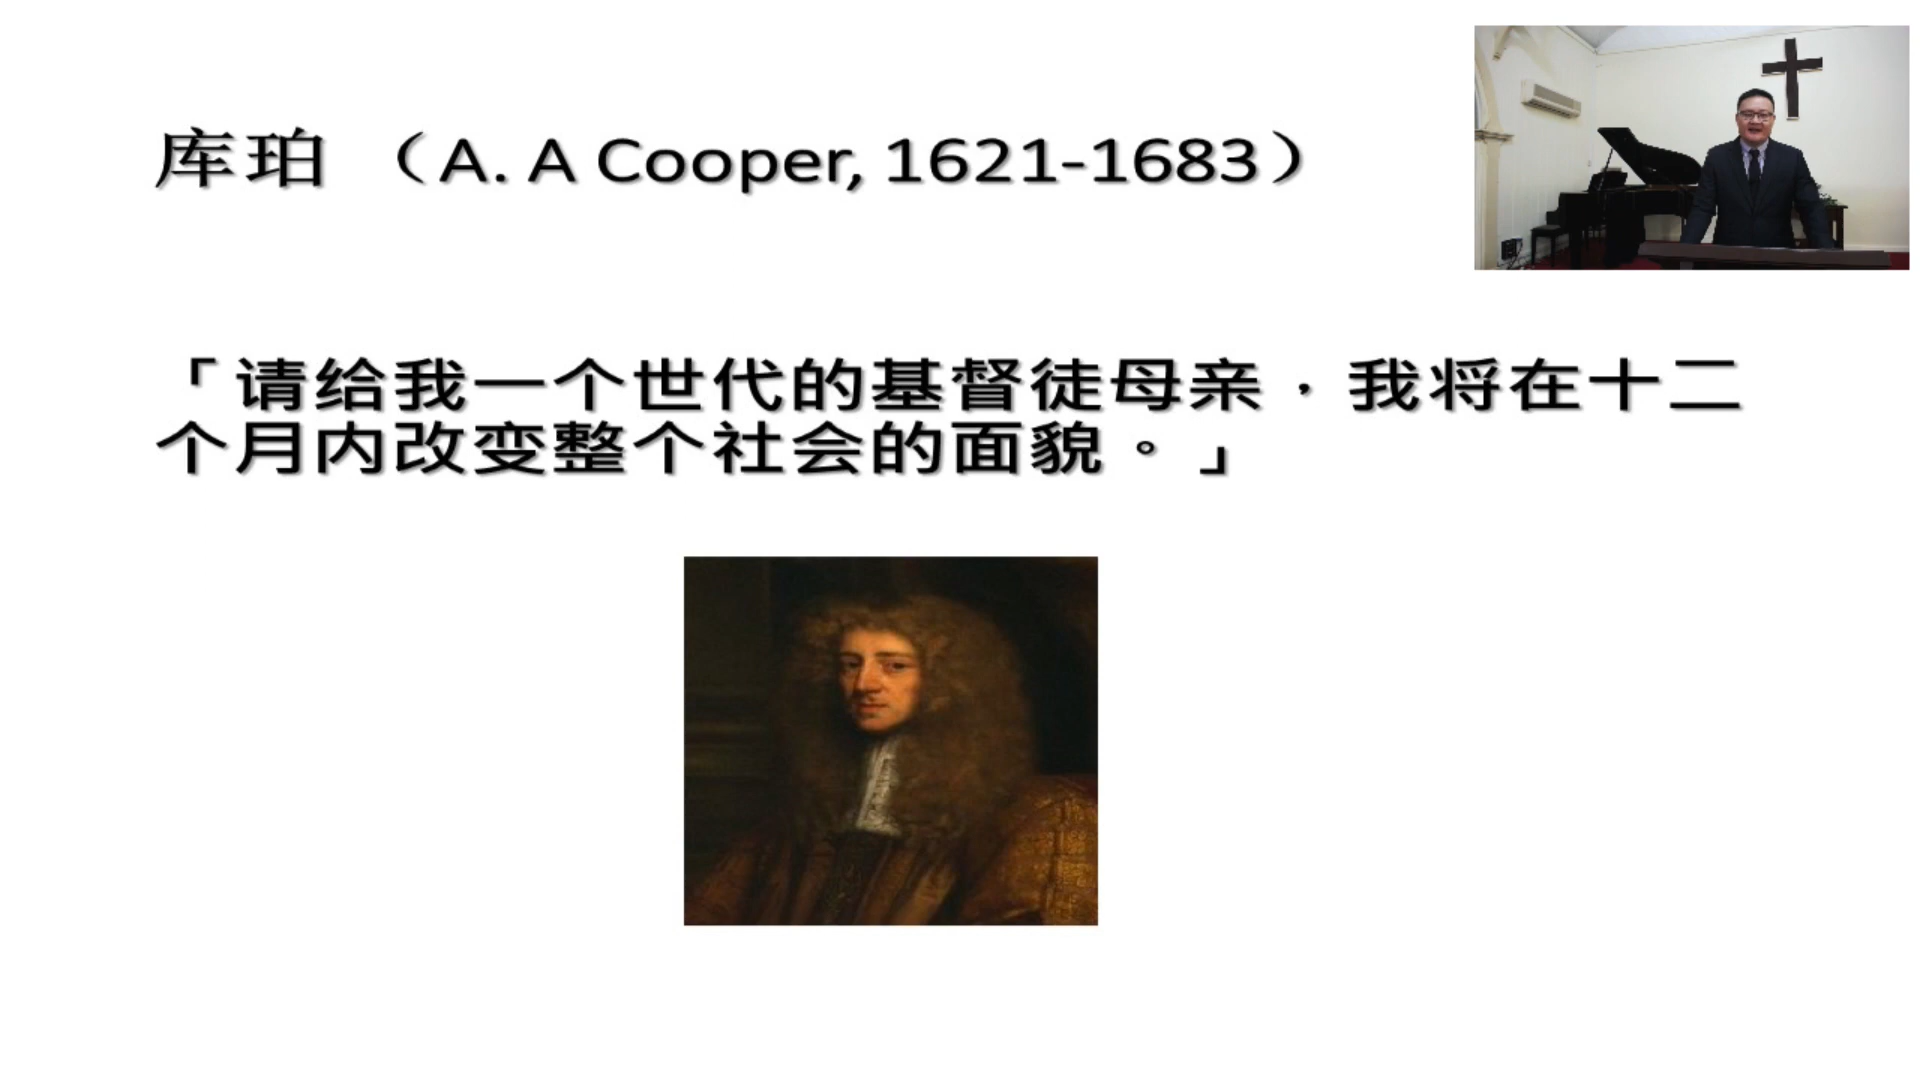 库珀 （A. A Cooper, 1621-1683）
「请给我一个世代的基督徒母亲，我将在十二
个月内改变整个社会的面貌。」